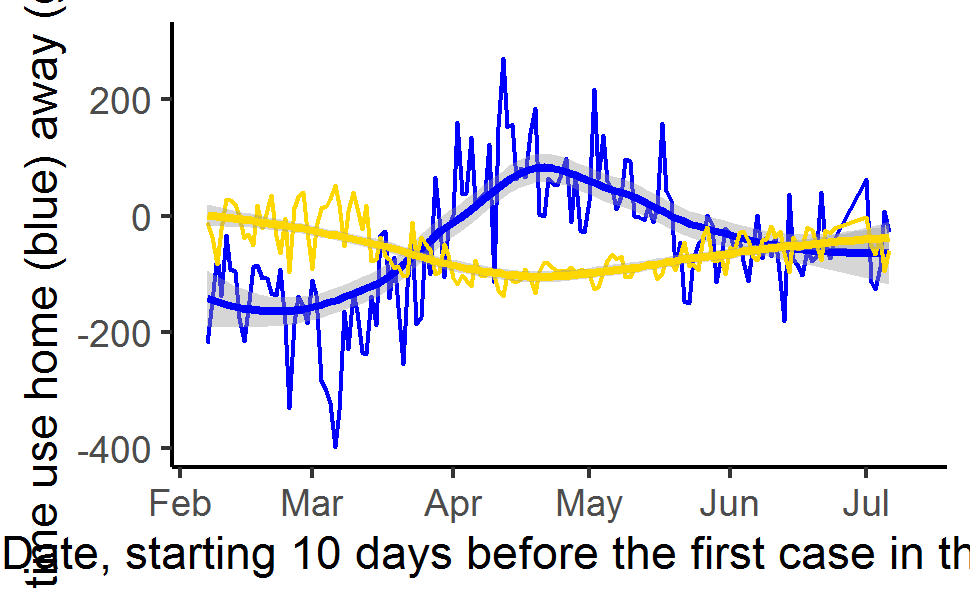 time use home (blue) away (
200
0
-200
-400
Feb Mar Apr May Jun Jul
Date, starting 10 days before the first case in th